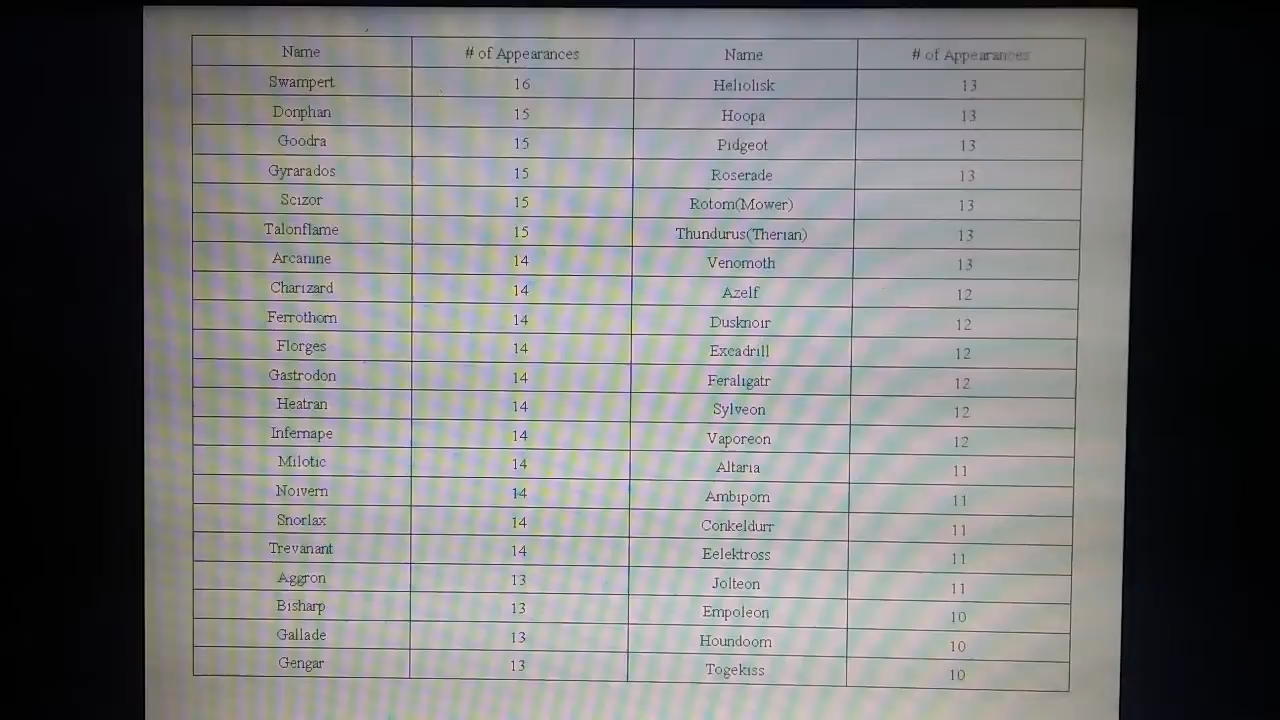 Name # of Appearances Name # of Appearances
Swampert 16 Heliolisk 13
Donphan 15 Hoopa 13
Goodra 15 Pidgeot 13
Gyrarados 15 Roserade 13
Scizor 15 Rotom(Mower) 13
Talonflame 15 Thundurus(Therian) 13
Arcanine 14 Venomoth 13
Charizard 14 Azelf 12
Ferrothorn 14 Dusknoir 12
Florges 14 Excadrill 12
Gastrodon 14 Feraligatr 12
Heatran 14 Sylveon 12
Infernape 14 Vaporeon 12
Milotic 14 Altaria 11
Noivern 14 Ambipom 11
Snorlax 14 Conkeldurr 11
Trevanant 14 Eelektross 11
Aggron 13 Jolteon 11
Bisharp 13 Empoleon 10
Gallade 13 Houndoom 10
Gengar 13 Togekiss 10